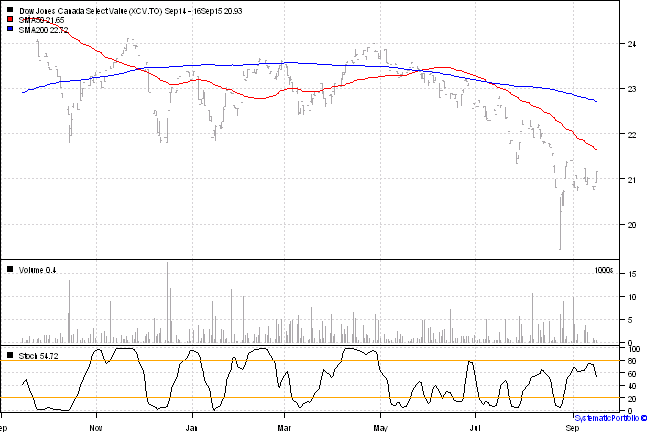 Dow Jones Canada Select Value (XCV.TO) Sep14 - 16Sep15 20.93
SMA50 21.65
SMA200 22.72
24
23
22
21
20
Volume 0.4
1000s
15
10
5
0
Stoch 54.72
100
80
60
40
20
0
ep
Nov
Jan
Mar
May
Jul
Sep
SystematicPortfolio ©